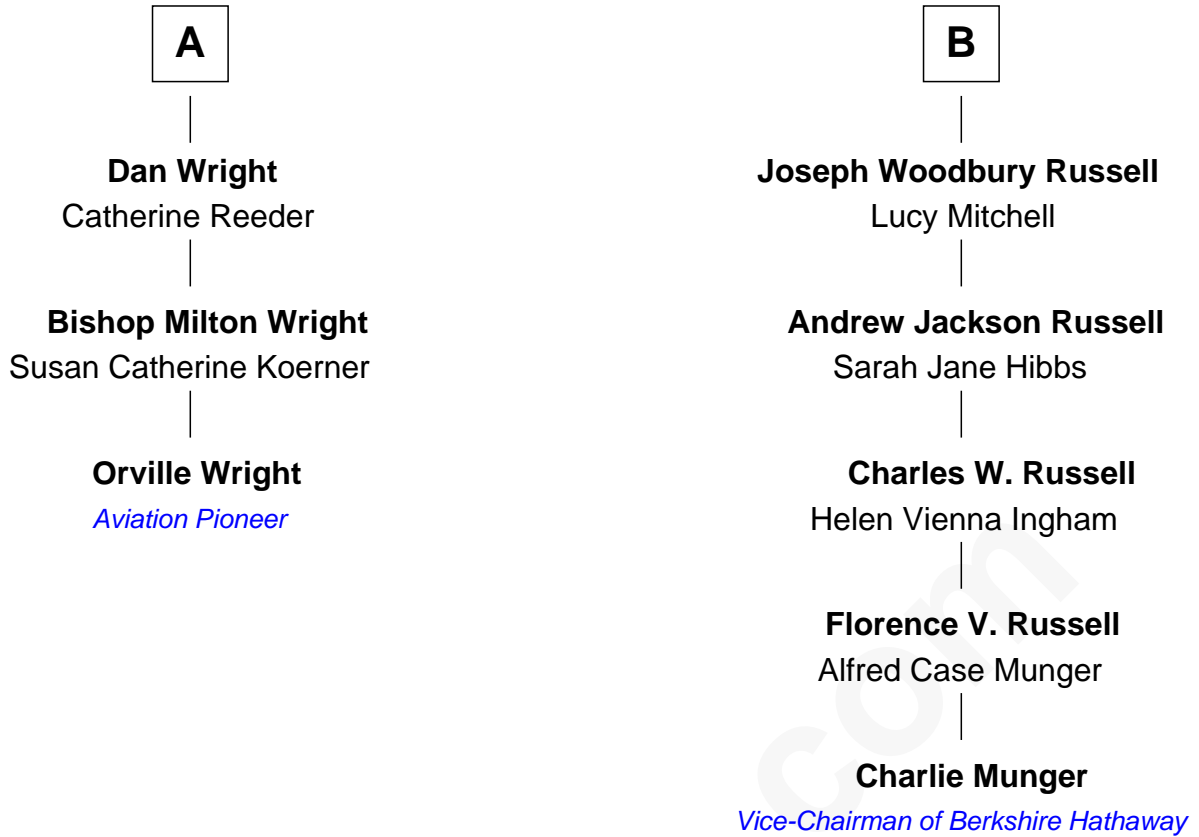 A
Dan Wright
Catherine Reeder
Bishop Milton Wright
Susan Catherine Koerner
Orville Wright
Aviation Pioneer
B
Joseph Woodbury Russell
Lucy Mitchell
Andrew Jackson Russell
Sarah Jane Hibbs
Charles W. Russell
Helen Vienna Ingham
Florence V. Russell
Alfred Case Munger
Charlie Munger
Vice-Chairman of Berkshire Hathaway
com